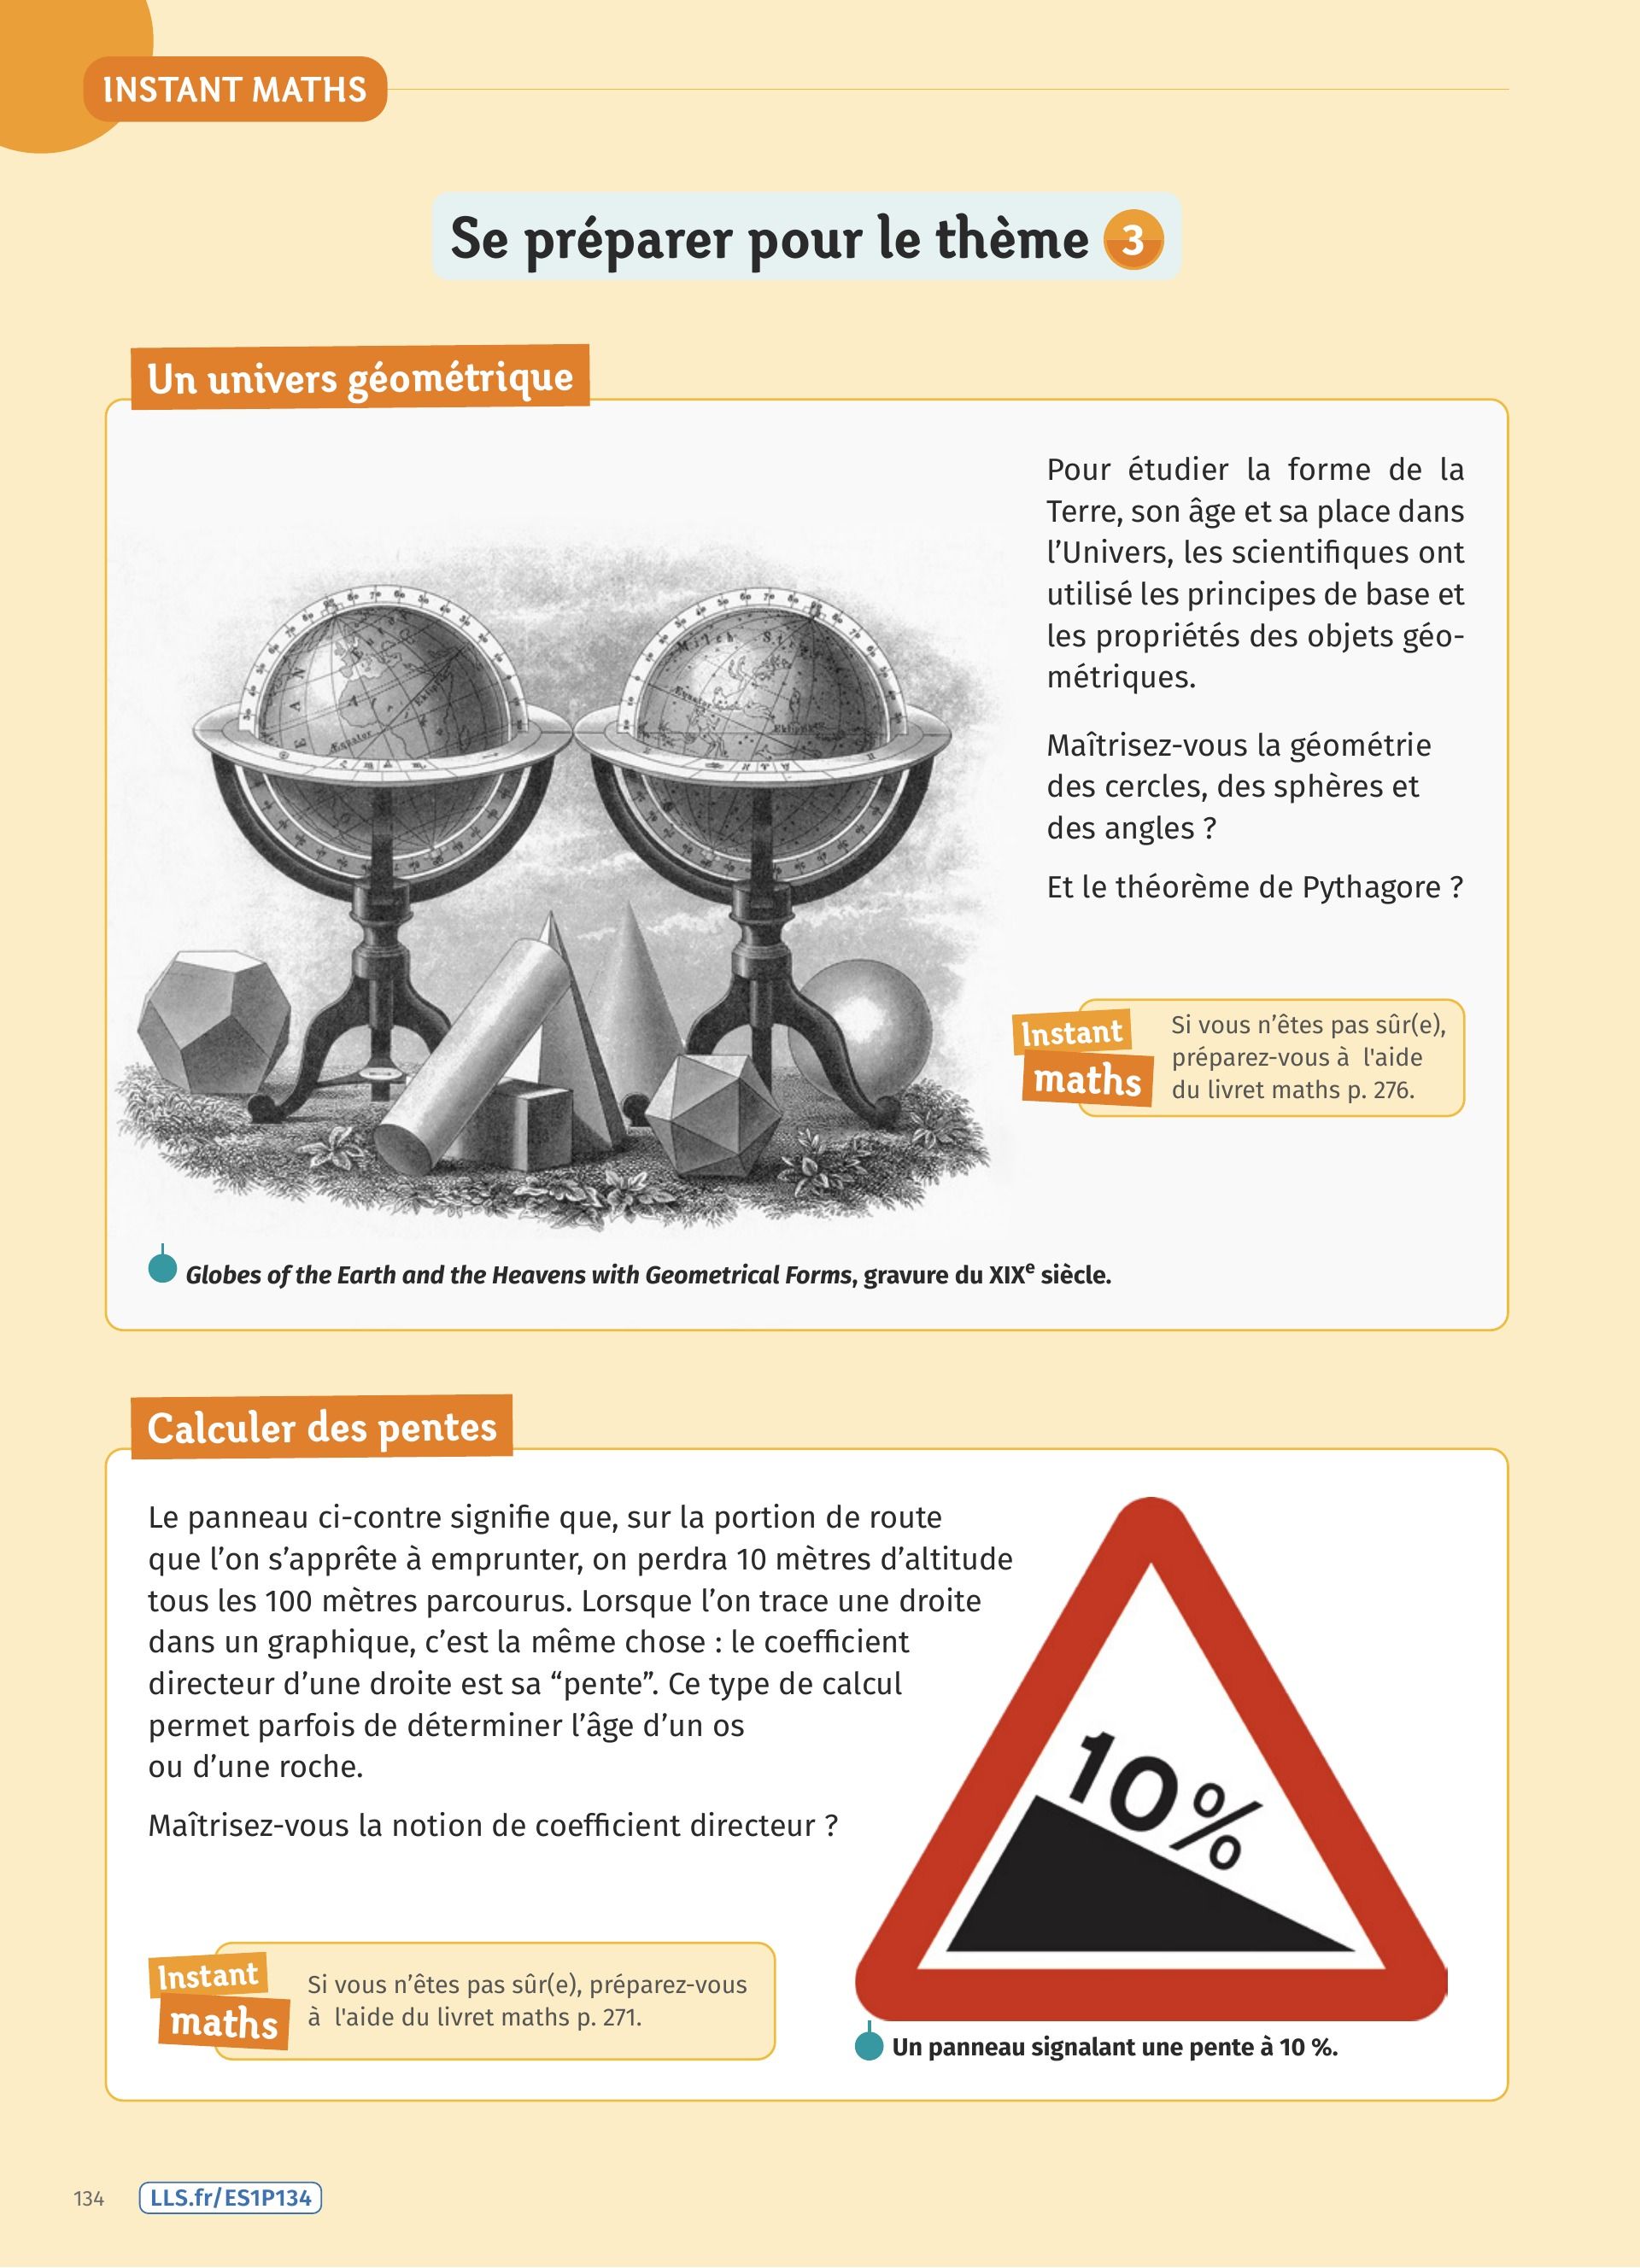 INSTANT MATHS
Se préparer pour le thème 3
Un univers géométrique
Pour étudier la forme de la
Terre, son âge et sa place dans
l’Univers, les scientifiques ont
utilisé les principes de base et
les propriétés des objets géo-
métriques.
Maîtrisez-vous la géométrie
des cercles, des sphères et
des angles ?
Et le théorème de Pythagore ?
Instant
maths
Si vous n’êtes pas sûr(e),
préparez-vous à  l'aide
du livret maths p. 276.
Globes of the Earth and the Heavens with Geometrical Forms, gravure du XIXe siècle.
Calculer des pentes
Le panneau ci-contre signifie que, sur la portion de route
que l’on s’apprête à emprunter, on perdra 10 mètres d’altitude
tous les 100 mètres parcourus. Lorsque l’on trace une droite
dans un graphique, c’est la même chose : le coefficient
directeur d’une droite est sa “pente”. Ce type de calcul
permet parfois de déterminer l’âge d’un os
ou d’une roche.
Maîtrisez-vous la notion de coefficient directeur ?
10%
Instant
maths
Si vous n’êtes pas sûr(e), préparez-vous
à  l'aide du livret maths p. 271.
Un panneau signalant une pente à 10 %.
134
LLS.fr/ES1P134